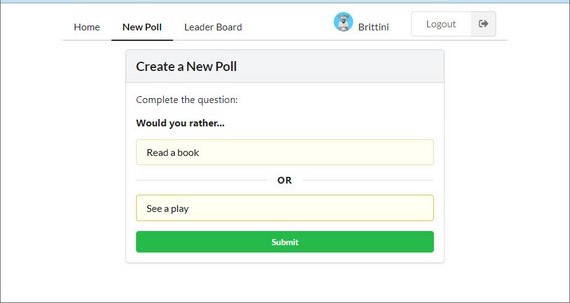 Home New Poll Leader Board Brittini Logout
Create a New Poll
Complete the question:
Would you rather...
Read a book
OR
See a play
Submit